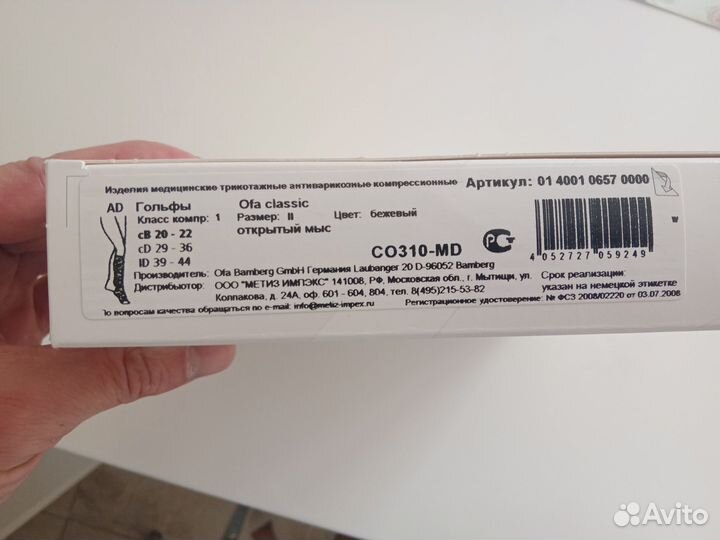 Изделия медицинские трикотажные антиварикозные компрессионные Артикул: 01 4001 0657 0000
AD Гольфы Ofa classic
Класс компр: 1 Размер: II Цвет: бежевый
сВ 20 - 22 открытый мыс
cD 29 - 36
lD 39 - 44 CO310-MD
РСТ
4 052727 059249
Производитель: Ofa Bamberg GmbH Германия Laubanger 20 D-96052 Bamberg
Дистрибьютор: ООО "МЕТИЗ ИМПЭКС" 141008, РФ, Московская обл., г. Мытищи, ул.
Колпакова, д. 24А, оф. 601 - 604, 804, тел. 8(495)215-53-82
Срок реализации:
указан на немецкой этикетке
По вопросам качества обращаться по e-mail: info@metiz-impex.ru Регистрационное удостоверение: № ФСЗ 2008/02220 от 03.07.2008
Avito